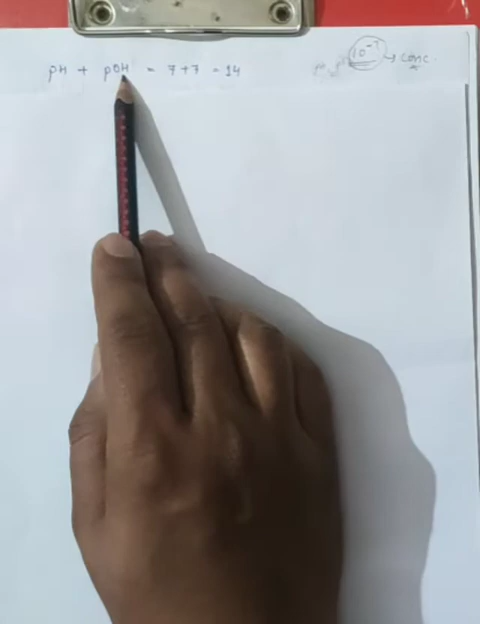 pH + pOH = 7+7 = 14
10⁻⁷ → conc.